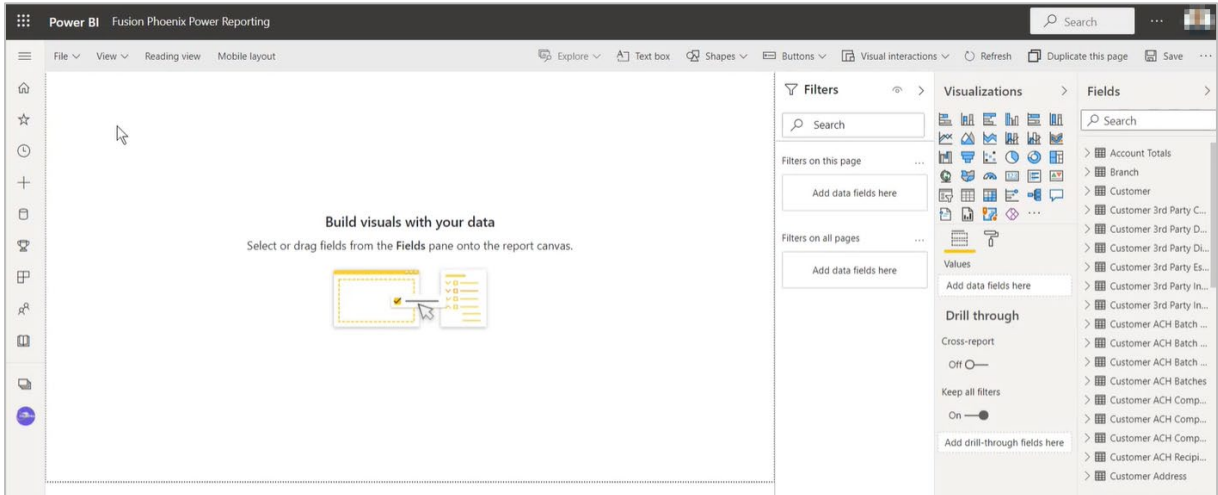 Power BI Fusion Phoenix Power Reporting Search ...
File View Reading view Mobile layout Explore Text box Shapes Buttons Visual interactions Refresh Duplicate this page Save ...
Filters
Search
Filters on this page ...
Add data fields here
Filters on all pages ...
Add data fields here
Build visuals with your data
Select or drag fields from the Fields pane onto the report canvas.
Visualizations
...
Values
Add data fields here
Drill through
Cross-report
Off
Keep all filters
On
Add drill-through fields here
Fields
Search
Account Totals
Branch
Customer
Customer 3rd Party C...
Customer 3rd Party D...
Customer 3rd Party Di...
Customer 3rd Party Es...
Customer 3rd Party In...
Customer 3rd Party In...
Customer ACH Batch ...
Customer ACH Batch ...
Customer ACH Batch ...
Customer ACH Batches
Customer ACH Comp...
Customer ACH Comp...
Customer ACH Comp...
Customer ACH Recipi...
Customer Address